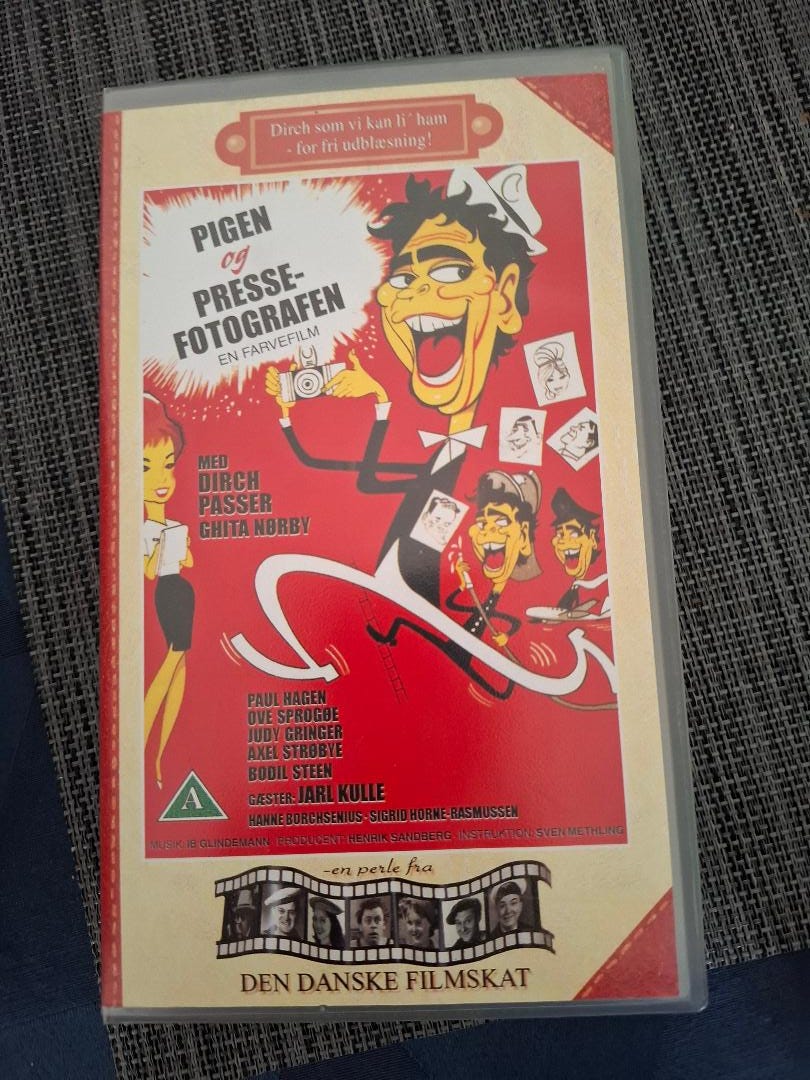 Dirch som vi kan li' ham
- for fri udblæsning!
PIGEN
og
PRESSE-
FOTOGRAFEN
EN FARVEFILM
MED
DIRCH
PASSER
GHITA NØRBY
PAUL HAGEN
OVE SPROGØE
JUDY GRINGER
AXEL STRØBYE
BODIL STEEN
GÆSTER: JARL KULLE
HANNE BORCHSENIUS - SIGRID HORNE-RASMUSSEN
A
MUSIK: IB GLINDEMANN - PRODUCENT: HENRIK SANDBERG - INSTRUKTION: SVEN METHLING
-en perle fra
DEN DANSKE FILMSKAT